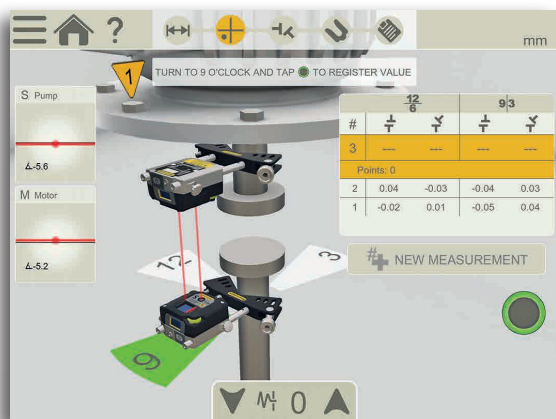 ?
mm
1
TURN TO 9 O'CLOCK AND TAP TO REGISTER VALUE
S Pump
∡-5.6
M Motor
∡-5.2
12
6
9 3
#
3 --- --- --- ---
Points: 0
2 0.04 -0.03 -0.04 0.03
1 -0.02 0.01 -0.05 0.04
# NEW MEASUREMENT
12
3
9
0